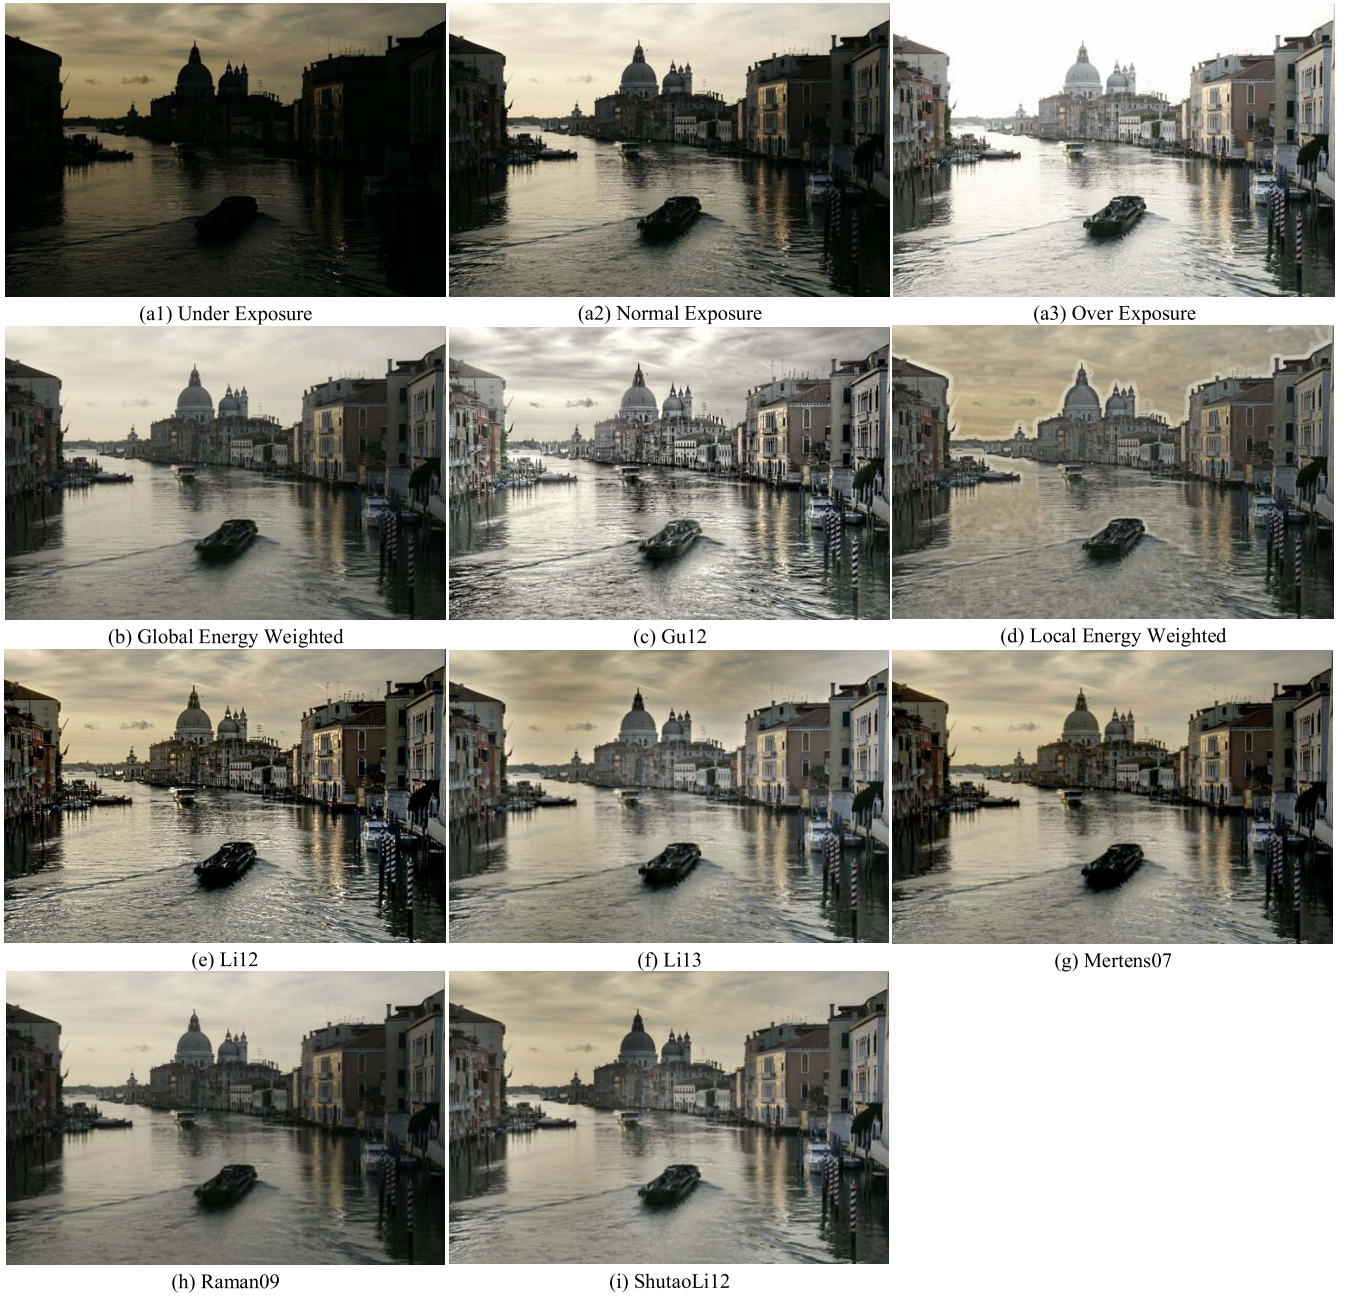 (a1) Under Exposure
(a2) Normal Exposure
(a3) Over Exposure
(b) Global Energy Weighted
(c) Gu12
(d) Local Energy Weighted
(e) Li12
(f) Li13
(g) Mertens07
(h) Raman09
(i) ShutaoLi12